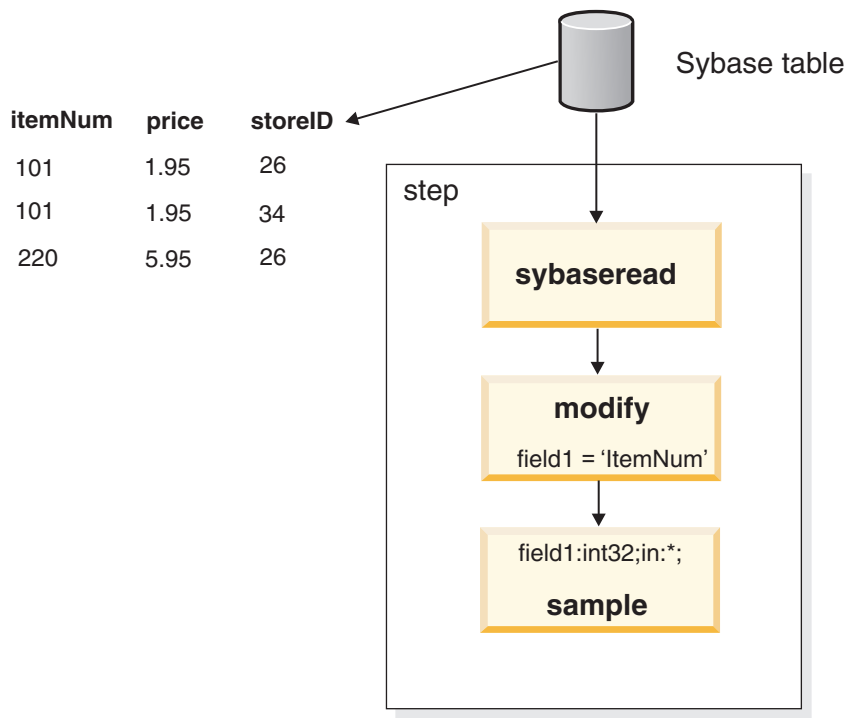 Sybase table
itemNum price storeID
101 1.95 26
101 1.95 34
220 5.95 26
step
sybaseread
modify
field1 = ‘ItemNum’
field1:int32;in:*;
sample